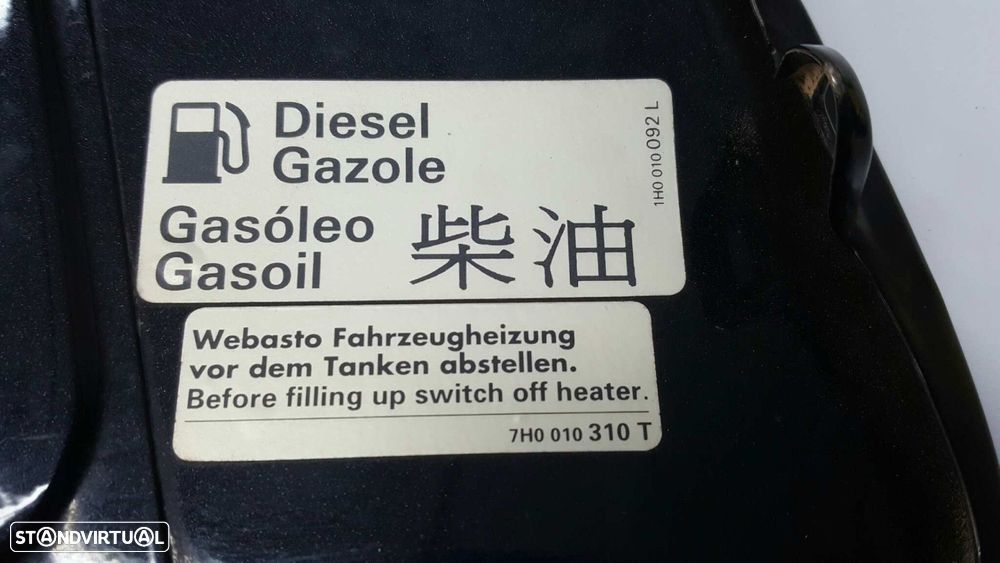 Diesel
Gazole
Gasóleo
Gasoil
柴油
1H0 010 092 L
Webasto Fahrzeugheizung
vor dem Tanken abstellen.
Before filling up switch off heater.
7H0 010 310 T
STANDVIRTUAL